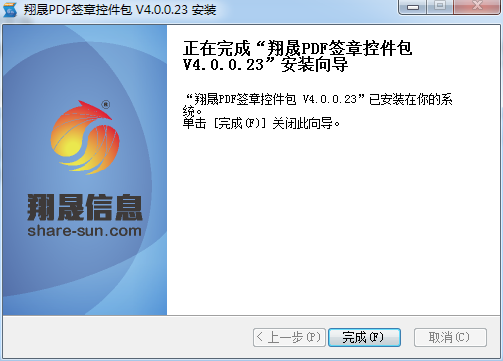 翔晟PDF签章控件包 V4.0.0.23 安装
正在完成“翔晟PDF签章控件包
V4.0.0.23”安装向导
“翔晟PDF签章控件包 V4.0.0.23”已安装在你的系
统。
单击 [完成(F)] 关闭此向导。
®
翔晟信息
share-sun.com
< 上一步(P)
完成(F)
取消(C)